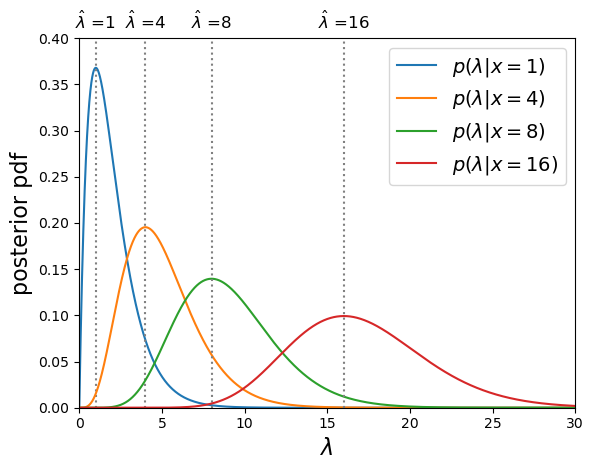 λ̂ =1 λ̂ =4 λ̂ =8 λ̂ =16
0.40
0.35
0.30
0.25
0.20
0.15
0.10
0.05
0.00
posterior pdf
p(λ|x = 1)
p(λ|x = 4)
p(λ|x = 8)
p(λ|x = 16)
0 5 10 15 20 25 30
λ